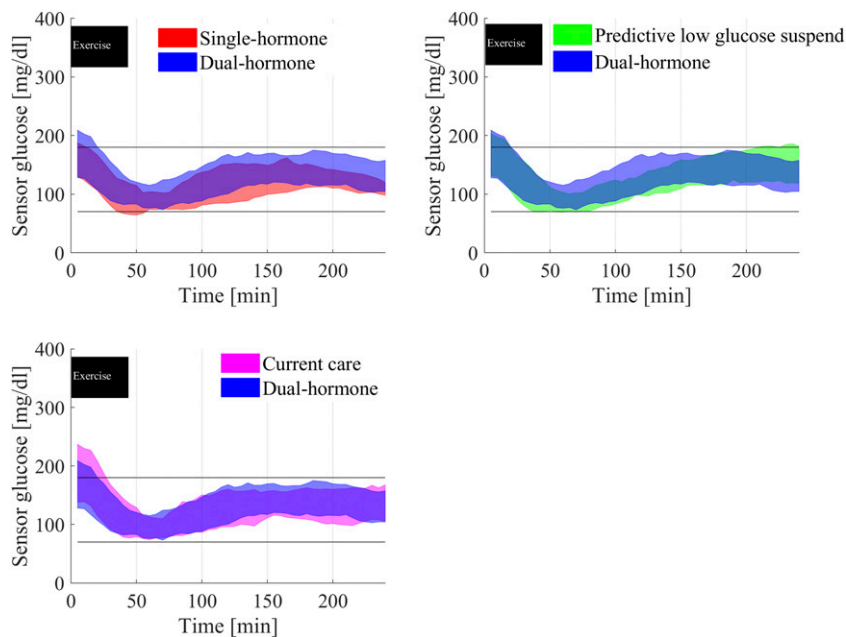 400
Exercise
Single-hormone
Dual-hormone
300
200
100
0
Sensor glucose [mg/dl]
0 50 100 150 200
Time [min]
400
Exercise
Predictive low glucose suspend
Dual-hormone
300
200
100
0
Sensor glucose [mg/dl]
0 50 100 150 200
Time [min]
400
Exercise
Current care
Dual-hormone
300
200
100
0
Sensor glucose [mg/dl]
0 50 100 150 200
Time [min]